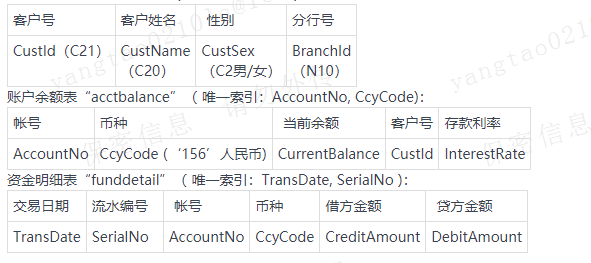 客户号 客户姓名 性别 分行号
CustId（C21） CustName CustSex BranchId
（C20） （C2男/女） （N10）
账户余额表“acctbalance” （ 唯一索引：AccountNo, CcyCode）：
帐号 币种 当前余额 客户号 存款利率
AccountNo CcyCode (‘156’人民币) CurrentBalance CustId InterestRate
资金明细表“funddetail” （ 唯一索引：TransDate, SerialNo ）：
交易日期 流水编号 帐号 币种 借方金额 贷方金额
TransDate SerialNo AccountNo CcyCode CreditAmount DebitAmount